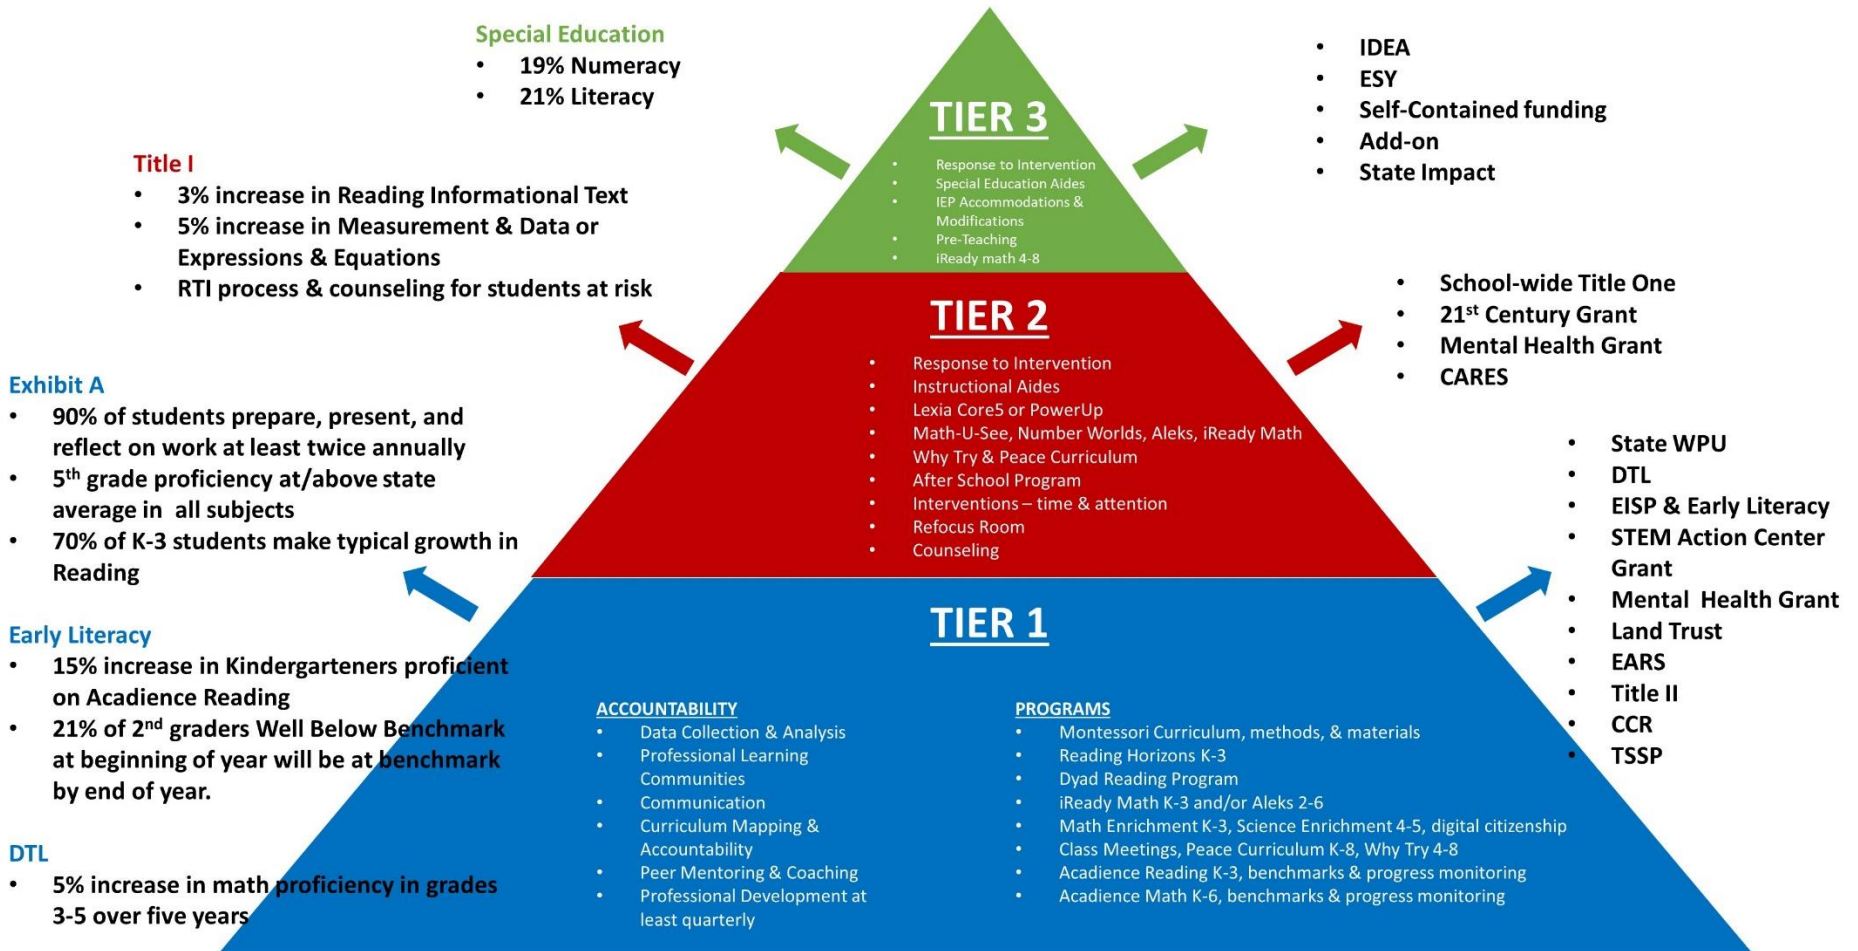 Special Education
• 19% Numeracy
• 21% Literacy
Title I
• 3% increase in Reading Informational Text
• 5% increase in Measurement & Data or
Expressions & Equations
• RTI process & counseling for students at risk
Exhibit A
• 90% of students prepare, present, and
reflect on work at least twice annually
• 5th grade proficiency at/above state
average in all subjects
• 70% of K-3 students make typical growth in
Reading
Early Literacy
• 15% increase in Kindergarteners proficient
on Acadience Reading
• 21% of 2nd graders Well Below Benchmark
at beginning of year will be at benchmark
by end of year.
DTL
• 5% increase in math proficiency in grades
3-5 over five years
TIER 3
• Response to Intervention
• Special Education Aides
• IEP Accommodations &
Modifications
• Pre-Teaching
• iReady math 4-8
TIER 2
• Response to Intervention
• Instructional Aides
• Lexia Core5 or PowerUp
• Math-U-See, Number Worlds, Aleks, iReady Math
• Why Try & Peace Curriculum
• After School Program
• Interventions – time & attention
• Refocus Room
• Counseling
TIER 1
ACCOUNTABILITY
• Data Collection & Analysis
• Professional Learning
Communities
• Communication
• Curriculum Mapping &
Accountability
• Peer Mentoring & Coaching
• Professional Development at
least quarterly
PROGRAMS
• Montessori Curriculum, methods, & materials
• Reading Horizons K-3
• Dyad Reading Program
• iReady Math K-3 and/or Aleks 2-6
• Math Enrichment K-3, Science Enrichment 4-5, digital citizenship
• Class Meetings, Peace Curriculum K-8, Why Try 4-8
• Acadience Reading K-3, benchmarks & progress monitoring
• Acadience Math K-6, benchmarks & progress monitoring
• IDEA
• ESY
• Self-Contained funding
• Add-on
• State Impact
• School-wide Title One
• 21st Century Grant
• Mental Health Grant
• CARES
• State WPU
• DTL
• EISP & Early Literacy
• STEM Action Center
Grant
• Mental Health Grant
• Land Trust
• EARS
• Title II
• CCR
• TSSP